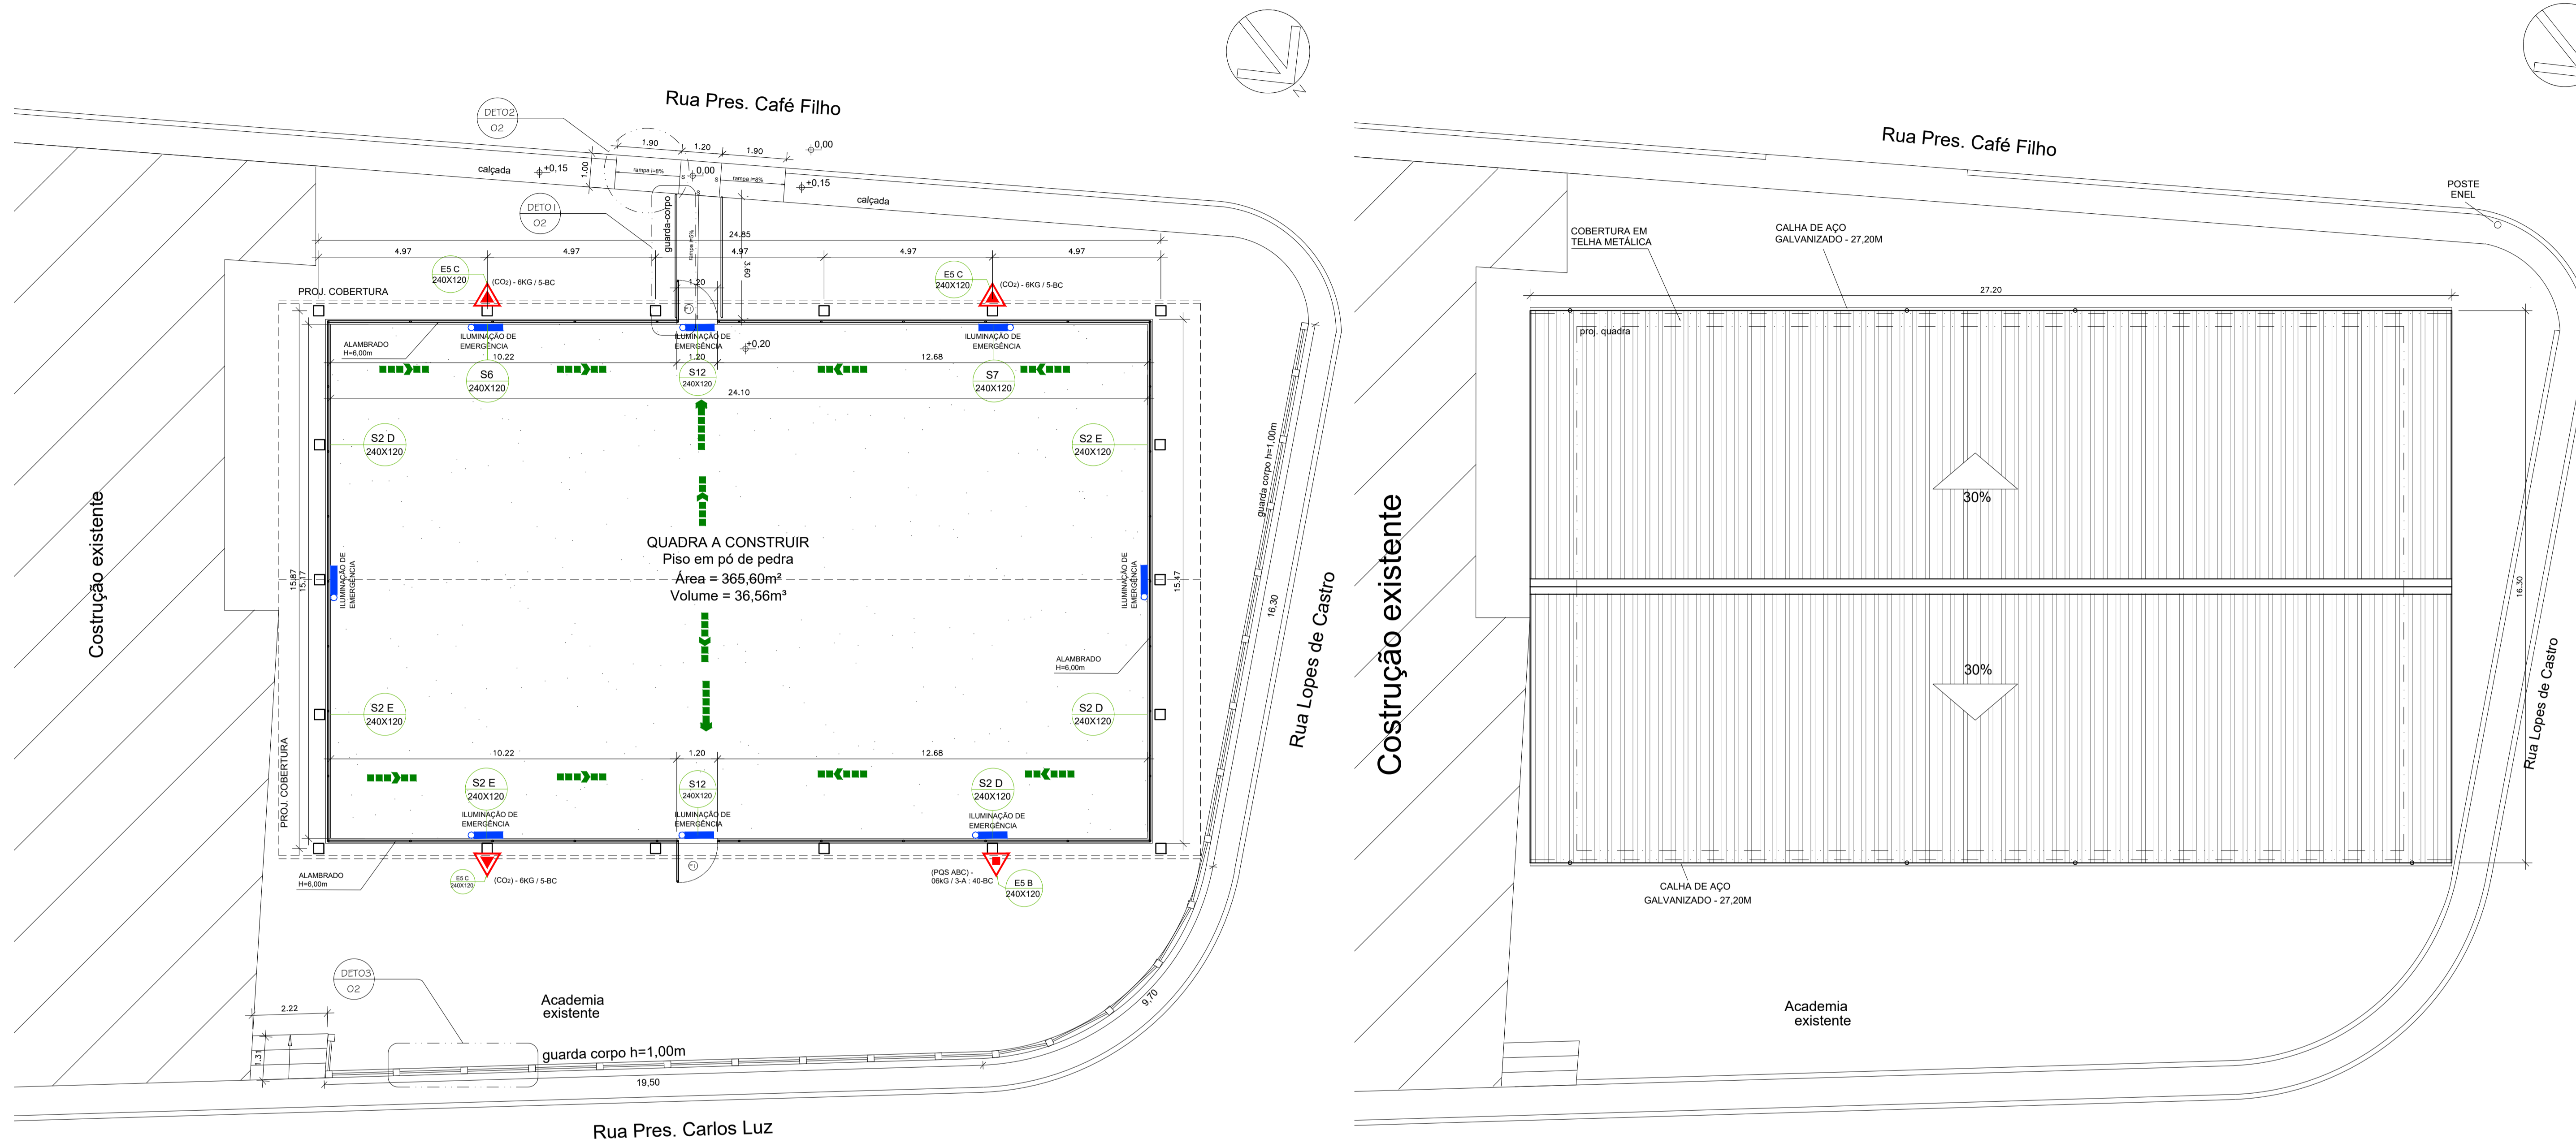 Rua Pres. Café Filho
N
DET02
02
1.90
1.20
1.90
0,00
calçada
+0,15
1.00
rampa i=8%
S
0,00
S
rampa i=8%
+0,15
calçada
DET01
02
guarda-corpo
S
rampa i=5%
24.85
4.97
4.97
4.97
4.97
4.97
3.60
E5 C
240X120
(CO2) - 6KG / 5-BC
E5 C
240X120
(CO2) - 6KG / 5-BC
1.20
PROJ. COBERTURA
ALAMBRADO
H=6,00m
ILUMINAÇÃO DE
EMERGÊNCIA
ILUMINAÇÃO DE
EMERGÊNCIA
ILUMINAÇÃO DE
EMERGÊNCIA
+0,20
10.22
1.20
12.68
S6
240X120
S12
240X120
S7
240X120
24.10
S2 D
240X120
S2 E
240X120
guarda corpo h=1,00m
Costrução existente
15.87
15.17
ILUMINAÇÃO DE
EMERGÊNCIA
QUADRA A CONSTRUIR
Piso em pó de pedra
Área = 365,60m²
Volume = 36,56m³
ILUMINAÇÃO DE
EMERGÊNCIA
15.47
16,30
Rua Lopes de Castro
ALAMBRADO
H=6,00m
S2 E
240X120
S2 D
240X120
PROJ. COBERTURA
10.22
1.20
12.68
S2 E
240X120
S12
240X120
S2 D
240X120
ILUMINAÇÃO DE
EMERGÊNCIA
ILUMINAÇÃO DE
EMERGÊNCIA
ILUMINAÇÃO DE
EMERGÊNCIA
ALAMBRADO
H=6,00m
E5 C
240X120
(CO2) - 6KG / 5-BC
(PQS ABC) -
06kG / 3-A : 40-BC
E5 B
240X120
DET03
02
2.22
1.31
Academia
existente
guarda corpo h=1,00m
19,50
9,70
Rua Pres. Carlos Luz
Rua Pres. Café Filho
POSTE
ENEL
COBERTURA EM
TELHA METÁLICA
CALHA DE AÇO
GALVANIZADO - 27,20M
27.20
proj. quadra
30%
Costrução existente
16.30
30%
Rua Lopes de Castro
CALHA DE AÇO
GALVANIZADO - 27,20M
Academia
existente